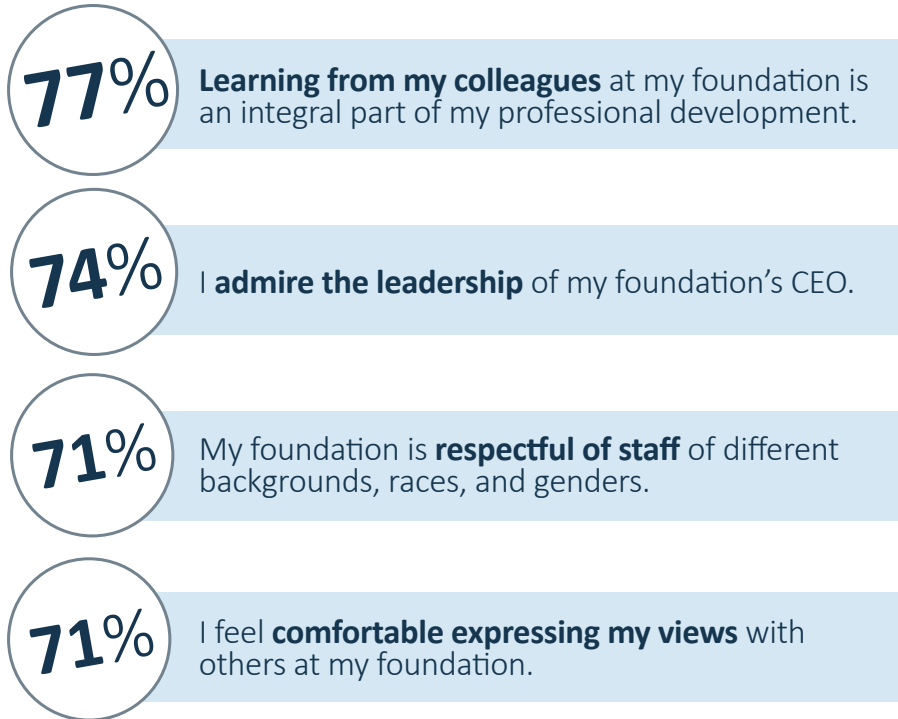 77%
Learning from my colleagues at my foundation is
an integral part of my professional development.
74%
I admire the leadership of my foundation’s CEO.
71%
My foundation is respectful of staff of different
backgrounds, races, and genders.
71%
I feel comfortable expressing my views with
others at my foundation.